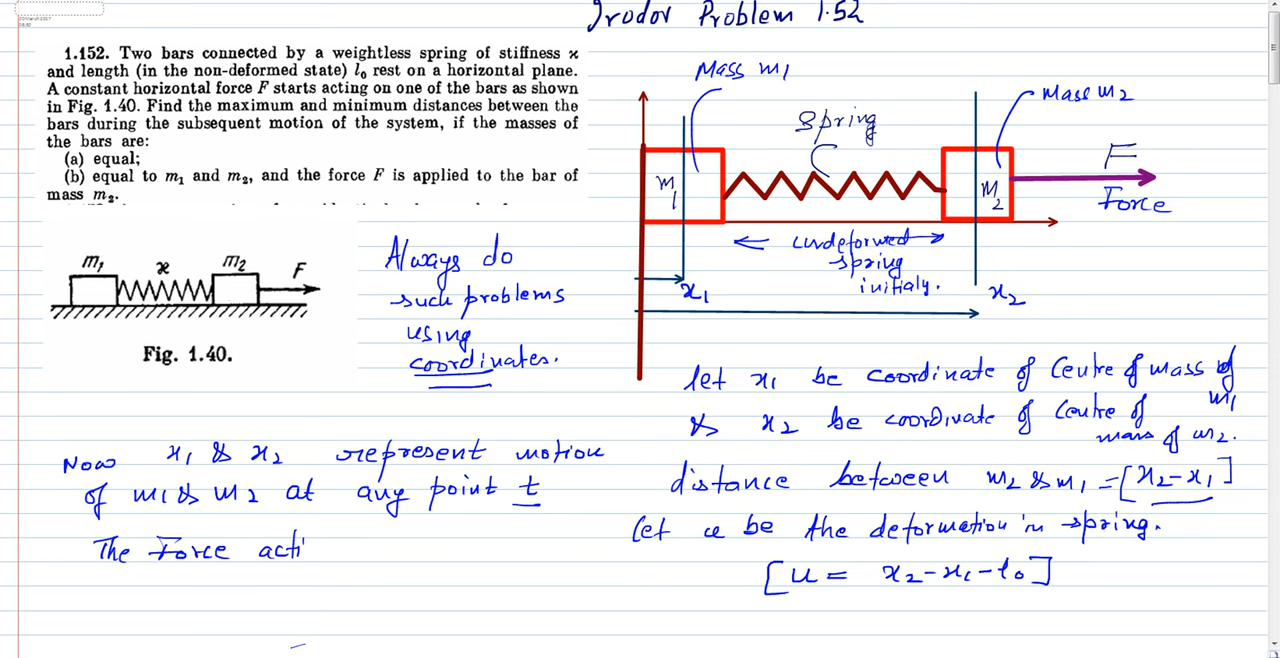 Irodov Problem 1.52
1.152. Two bars connected by a weightless spring of stiffness ϰ
and length (in the non-deformed state) l₀ rest on a horizontal plane.
A constant horizontal force F starts acting on one of the bars as shown
in Fig. 1.40. Find the maximum and minimum distances between the
bars during the subsequent motion of the system, if the masses of
the bars are:
(a) equal;
(b) equal to m₁ and m₂, and the force F is applied to the bar of
mass m₂.
m₁ ϰ m₂ F
Fig. 1.40.
Always do
such problems
using
coordinates.
Mass m1
Mass m2
Spring
m1
M2
F
Force
undeformed
spring
initialy.
x1
x2
let x1 be coordinate of Centre of mass of m1
& x2 be coordinate of Centre of mass of m2.
distance between m2 & m1 = [x2-x1]
let u be the deformation in spring.
[u = x2-x1-l0]
Now x1 & x2 represent motion
of m1 & m2 at any point t
The Force acti